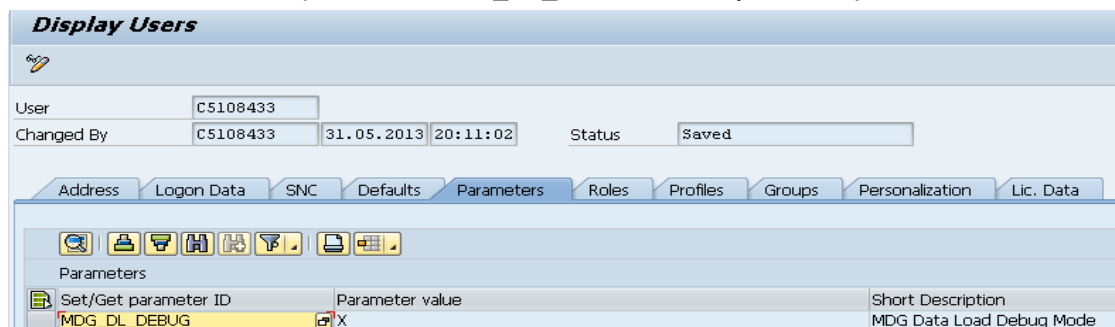 Display Users
User C5108433
Changed By C5108433 31.05.2013 20:11:02 Status Saved
Address Logon Data SNC Defaults Parameters Roles Profiles Groups Personalization Lic. Data
Parameters
Set/Get parameter ID Parameter value Short Description
MDG_DL_DEBUG X MDG Data Load Debug Mode